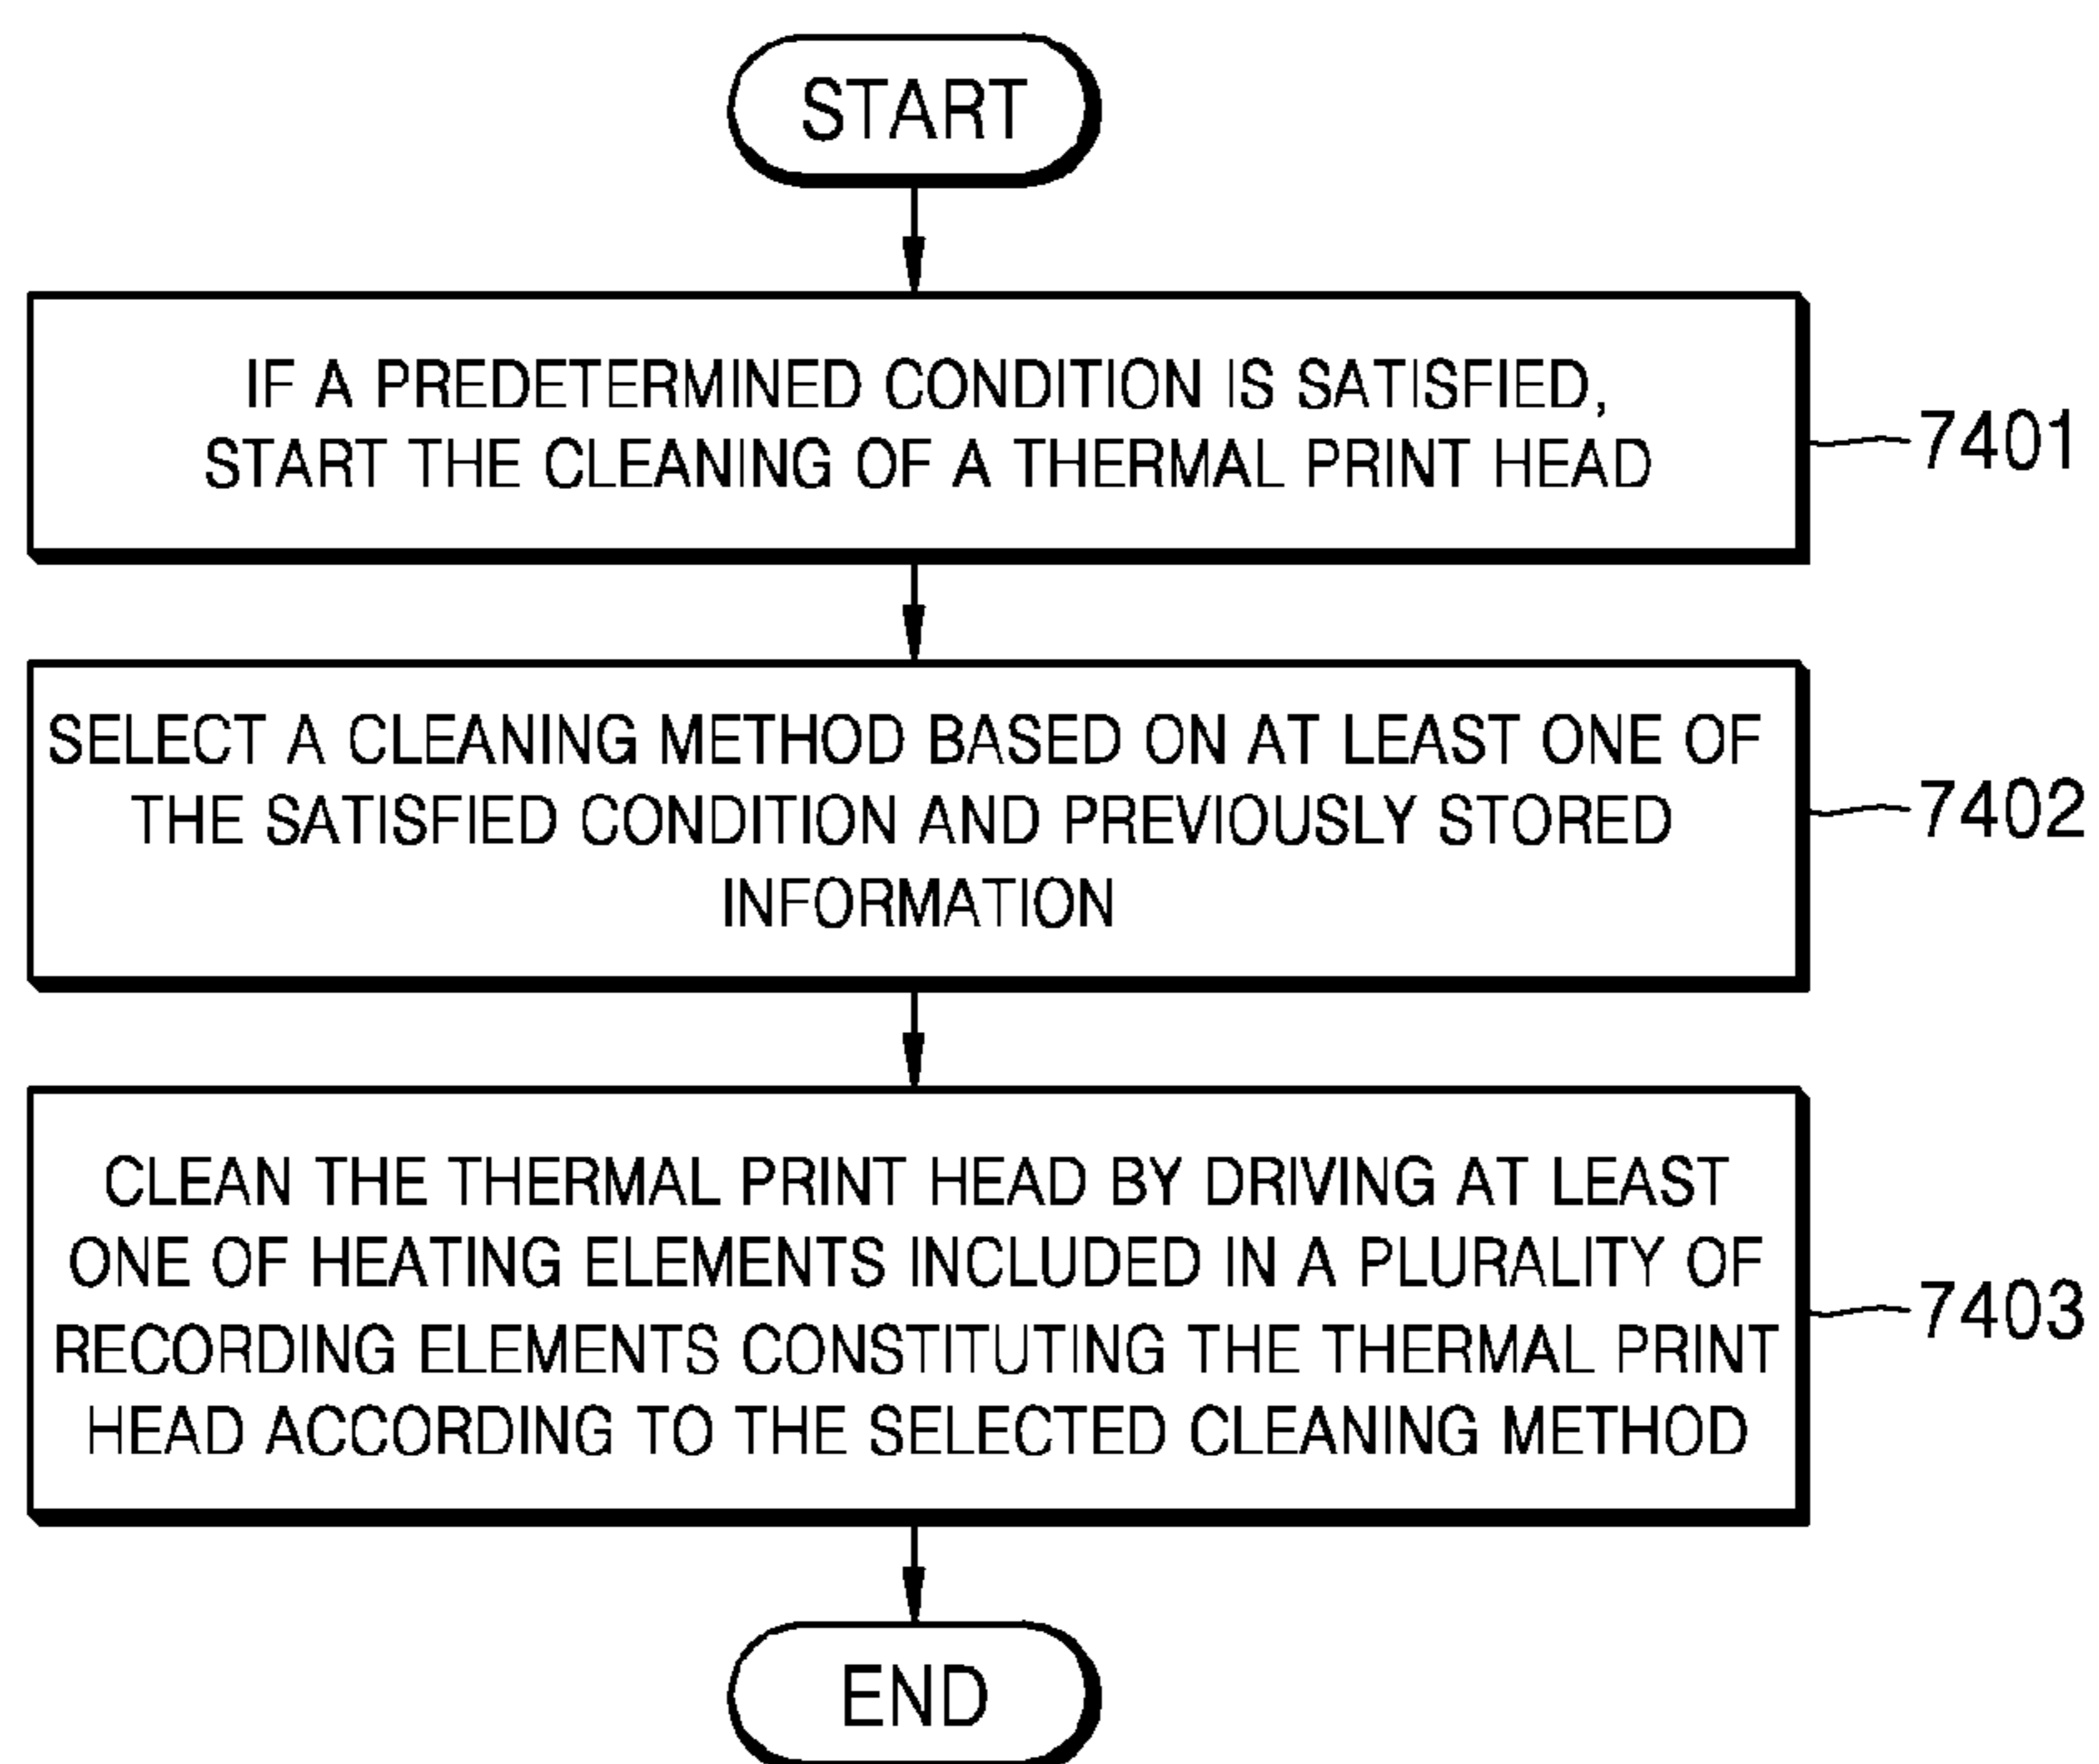 START
IF A PREDETERMINED CONDITION IS SATISFIED,
START THE CLEANING OF A THERMAL PRINT HEAD
7401
SELECT A CLEANING METHOD BASED ON AT LEAST ONE OF
THE SATISFIED CONDITION AND PREVIOUSLY STORED
INFORMATION
7402
CLEAN THE THERMAL PRINT HEAD BY DRIVING AT LEAST
ONE OF HEATING ELEMENTS INCLUDED IN A PLURALITY OF
RECORDING ELEMENTS CONSTITUTING THE THERMAL PRINT
HEAD ACCORDING TO THE SELECTED CLEANING METHOD
7403
END